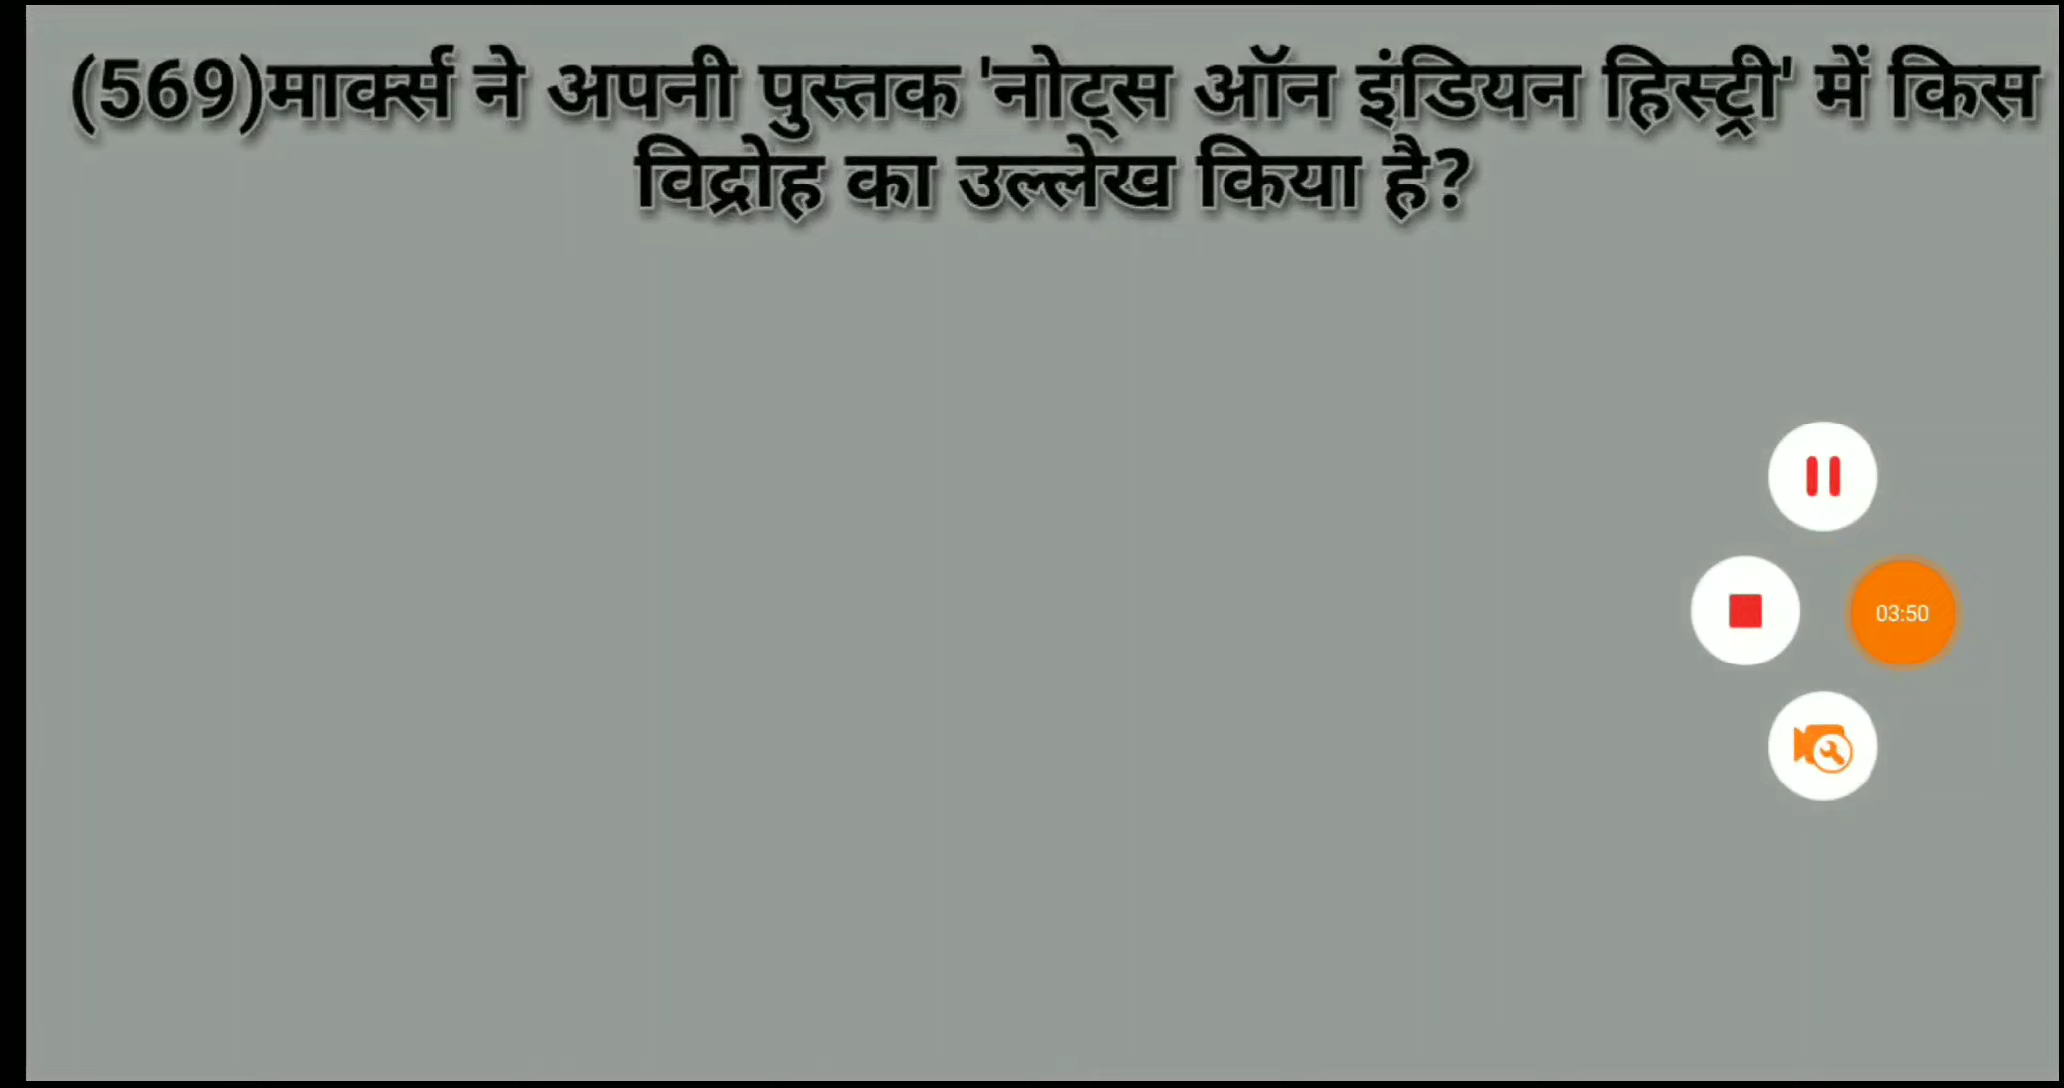 (569)मार्क्स ने अपनी पुस्तक 'नोट्स ऑन इंडियन हिस्ट्री' में किस
विद्रोह का उल्लेख किया है?
03:50